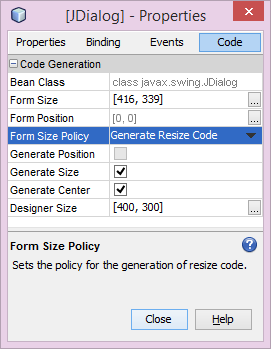 [JDialog] - Properties
Properties Binding Events Code
Code Generation
Bean Class class javax.swing.JDialog
Form Size [416, 339] ...
Form Position [0, 0] ...
Form Size Policy Generate Resize Code
Generate Position
Generate Size
Generate Center
Designer Size [400, 300] ...
Form Size Policy
Sets the policy for the generation of resize code.
Close Help